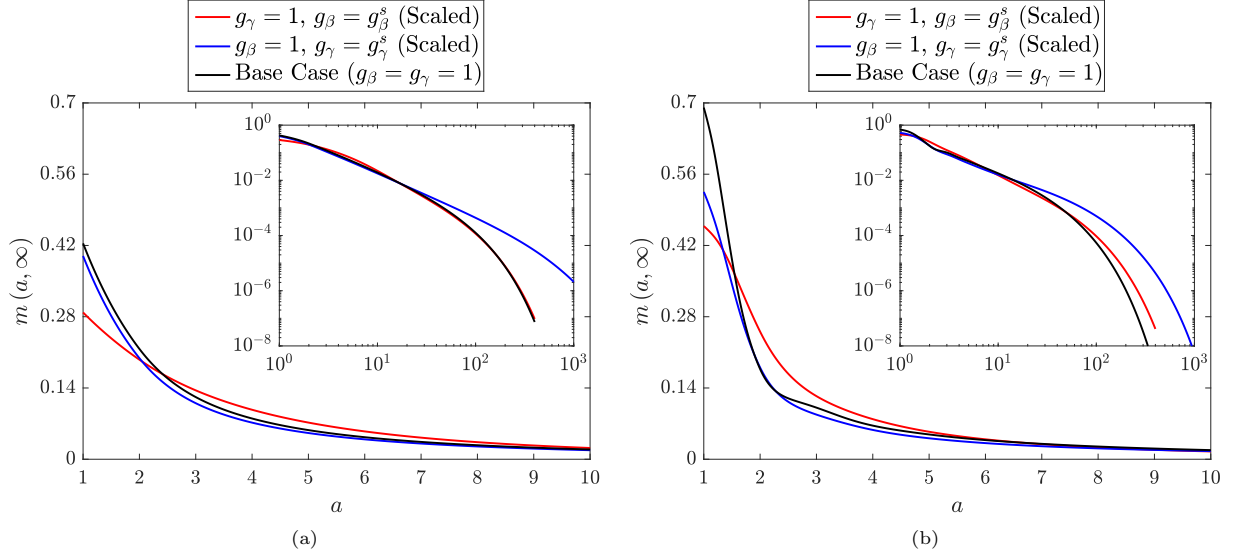 g_γ = 1, g_β = g_β^s (Scaled)
g_β = 1, g_γ = g_γ^s (Scaled)
Base Case (g_β = g_γ = 1)
0.7
0.56
0.42
0.28
0.14
0
m (a, ∞)
1 2 3 4 5 6 7 8 9 10
a
10^0
10^-2
10^-4
10^-6
10^-8
10^0 10^1 10^2 10^3
(a)
g_γ = 1, g_β = g_β^s (Scaled)
g_β = 1, g_γ = g_γ^s (Scaled)
Base Case (g_β = g_γ = 1)
0.7
0.56
0.42
0.28
0.14
0
m (a, ∞)
1 2 3 4 5 6 7 8 9 10
a
10^0
10^-2
10^-4
10^-6
10^-8
10^0 10^1 10^2 10^3
(b)